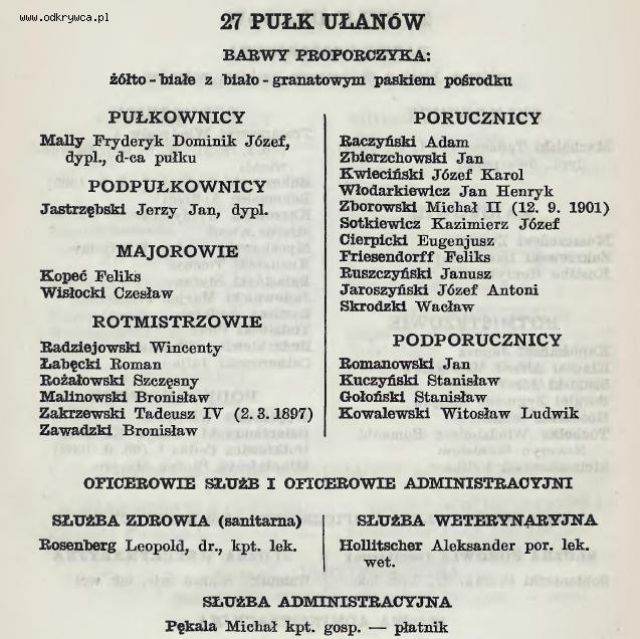 www.odkrywca.pl
27 PUŁK UŁANÓW
BARWY PROPORCZYKA:
żółto-białe z biało-granatowym paskiem pośrodku
PUŁKOWNICY
Mally Fryderyk Dominik Józef,
dypl., d-ca pułku
PODPUŁKOWNICY
Jastrzębski Jerzy Jan, dypl.
MAJOROWIE
Kopeć Feliks
Wisłocki Czesław
ROTMISTRZOWIE
Radziejowski Wincenty
Łabęcki Roman
Rożałowski Szczęsny
Malinowski Bronisław
Zakrzewski Tadeusz IV (2. 3. 1897)
Zawadzki Bronisław
PORUCZNICY
Raczyński Adam
Zbierzchowski Jan
Kwieciński Józef Karol
Włodarkiewicz Jan Henryk
Zborowski Michał II (12. 9. 1901)
Sotkiewicz Kazimierz Józef
Cierpicki Eugenjusz
Friesendorff Feliks
Ruszczyński Janusz
Jaroszyński Józef Antoni
Skrodzki Wacław
PODPORUCZNICY
Romanowski Jan
Kuczyński Stanisław
Gołoński Stanisław
Kowalewski Witosław Ludwik
OFICEROWIE SŁUŻB I OFICEROWIE ADMINISTRACYJNI
SŁUŻBA ZDROWIA (sanitarna)
Rosenberg Leopold, dr., kpt. lek.
SŁUŻBA WETERYNARYJNA
Hollitscher Aleksander por. lek.
wet.
SŁUŻBA ADMINISTRACYJNA
Pękala Michał kpt. gosp. — płatnik